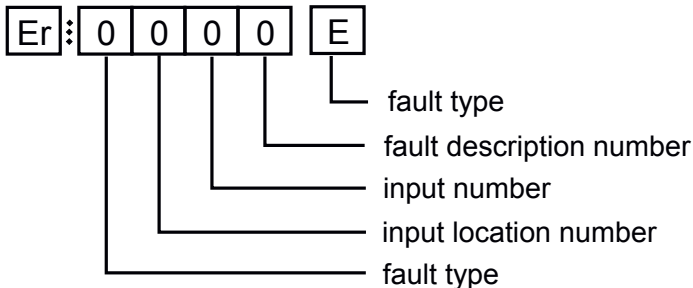 Er 0 0 0 0 E
fault type
fault description number
input number
input location number
fault type